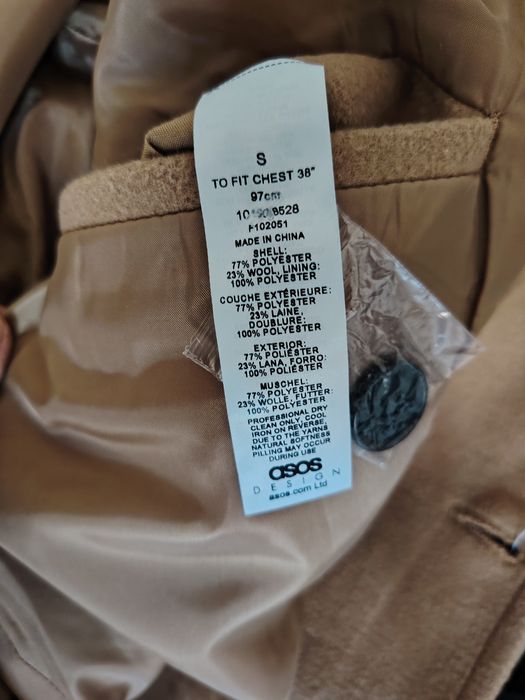 S
TO FIT CHEST 38"
97cm
F102051
MADE IN CHINA
SHELL:
77% POLYESTER
23% WOOL, LINING:
100% POLYESTER
COUCHE EXTÉRIEURE:
77% POLYESTER
23% LAINE,
DOUBLURE:
100% POLYESTER
EXTERIOR:
77% POLIÉSTER
23% LANA, FORRO:
100% POLIÉSTER
MUSCHEL:
77% POLYESTER
23% WOLLE, FUTTER:
100% POLYESTER
PROFESSIONAL DRY
CLEAN ONLY, COOL
IRON ON REVERSE,
DUE TO THE YARNS
NATURAL SOFTNESS
PILLING MAY OCCUR
DURING USE
asos
DESIGN
asos.com Ltd